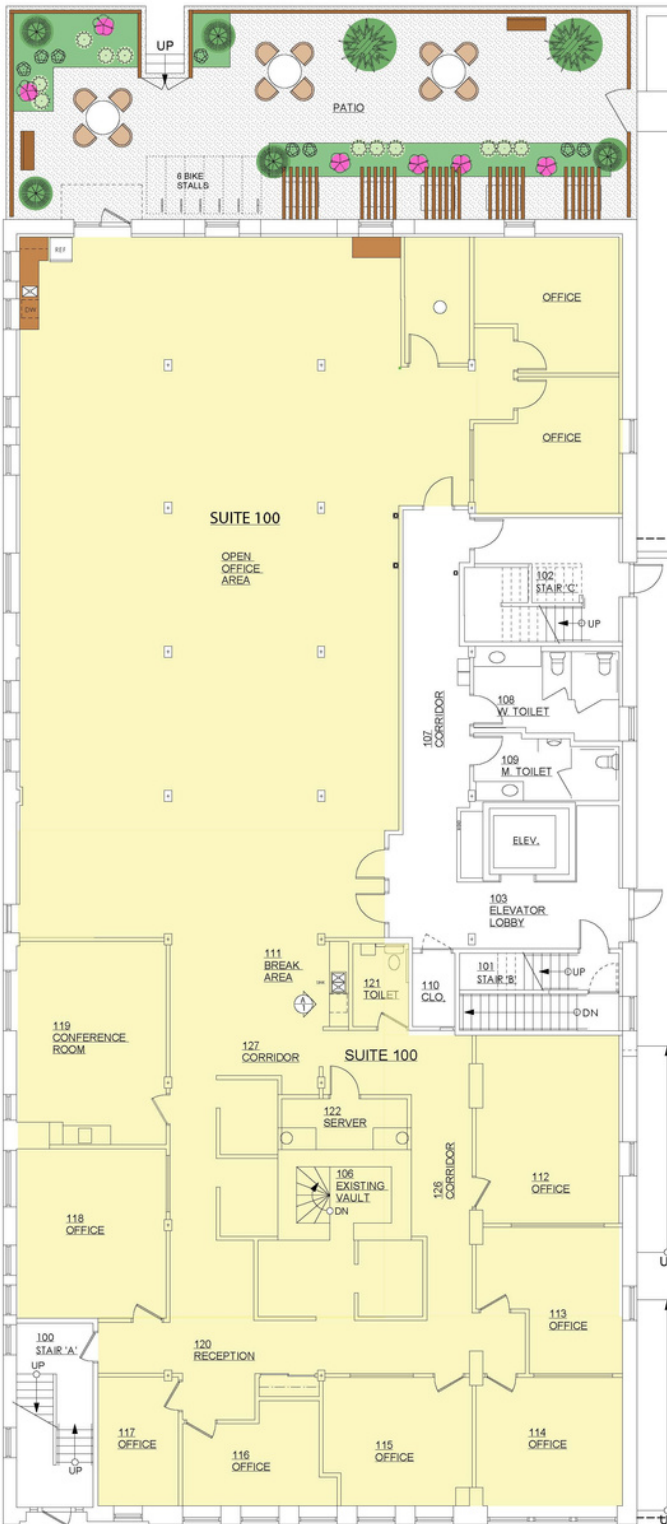 UP
PATIO
6 BIKE
STALLS
REF
DW
OFFICE
OFFICE
SUITE 100
OPEN
OFFICE
AREA
102
STAIR 'C'
UP
108
W. TOILET
107
CORRIDOR
109
M. TOILET
ELEV.
103
ELEVATOR
LOBBY
111
BREAK
AREA
121
TOILET
110
CLO.
101
STAIR 'B'
UP
DN
A
1
119
CONFERENCE
ROOM
127
CORRIDOR
SUITE 100
122
SERVER
126
CORRIDOR
112
OFFICE
106
EXISTING
VAULT
DN
118
OFFICE
113
OFFICE
100
STAIR 'A'
UP
UP
120
RECEPTION
117
OFFICE
116
OFFICE
115
OFFICE
114
OFFICE